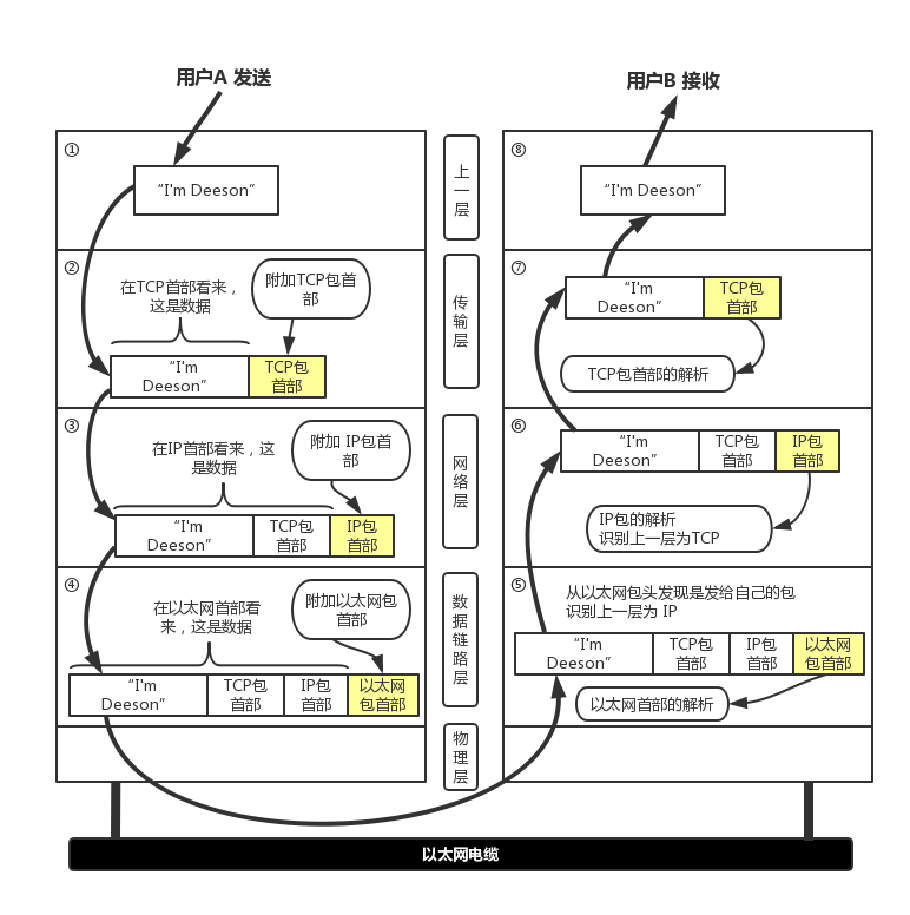 用户A 发送
用户B 接收
①
“I'm Deeson”
②
在TCP首部看来，
这是数据
附加TCP包首
部
“I'm
Deeson”
TCP包
首部
③
在IP首部看来，这
是数据
附加 IP包首
部
“I'm
Deeson”
TCP包
首部
IP包
首部
④
在以太网首部看
来，这是数据
附加以太网包
首部
“I'm
Deeson”
TCP包
首部
IP包
首部
以太网
包首部
上一层
传输层
网络层
数据链路层
物理层
⑧
“I'm Deeson”
⑦
“I'm
Deeson”
TCP包
首部
TCP包首部的解析
⑥
“I'm
Deeson”
TCP包
首部
IP包
首部
IP包的解析
识别上一层为TCP
⑤
从以太网包头发现是发给自己的包
识别上一层为 IP
“I'm
Deeson”
TCP包
首部
IP包
首部
以太网
包首部
以太网首部的解析
以太网电缆